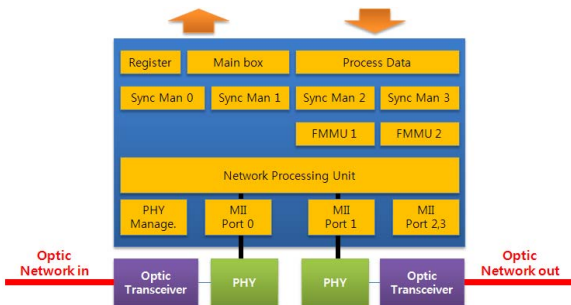 Register
Main box
Process Data
Sync Man 0
Sync Man 1
Sync Man 2
Sync Man 3
FMMU 1
FMMU 2
Network Processing Unit
PHY
Manage.
MII
Port 0
MII
Port 1
MII
Port 2,3
Optic
Network in
Optic
Transceiver
PHY
PHY
Optic
Transceiver
Optic
Network out